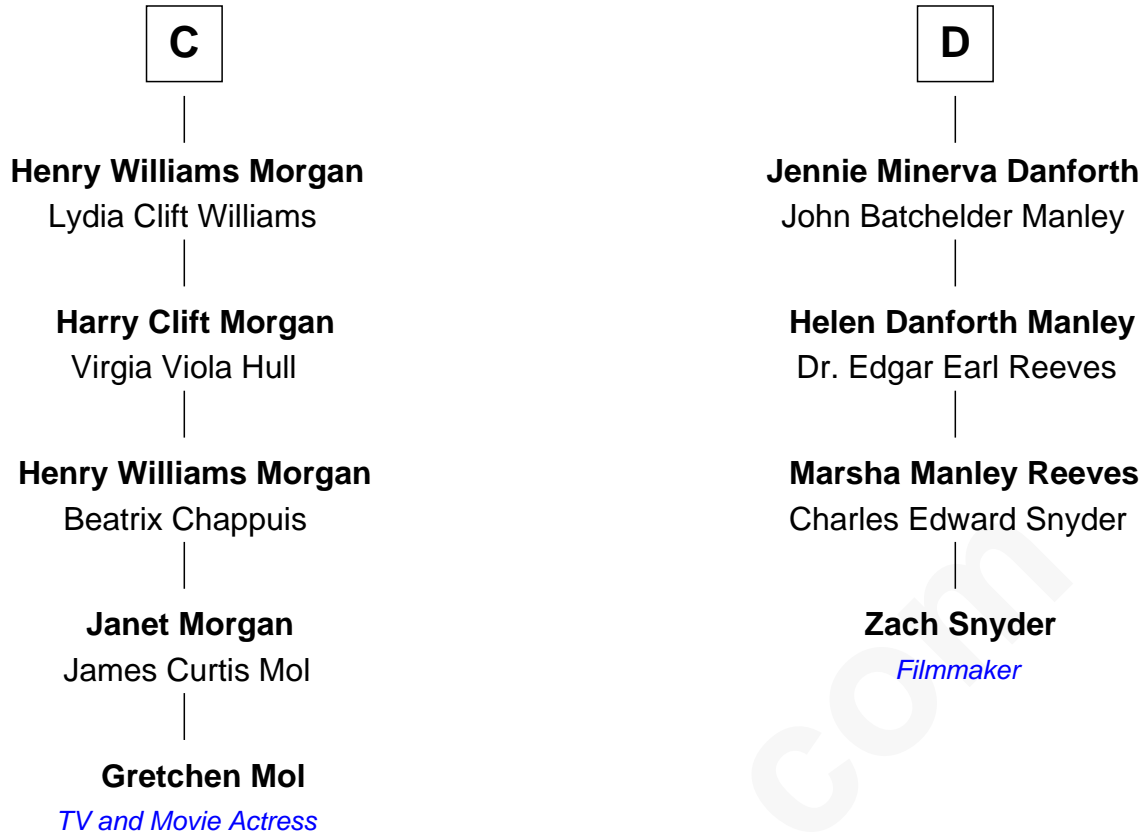 C
Henry Williams Morgan
Lydia Clift Williams
Harry Clift Morgan
Virgia Viola Hull
Henry Williams Morgan
Beatrix Chappuis
Janet Morgan
James Curtis Mol
Gretchen Mol
TV and Movie Actress
D
Jennie Minerva Danforth
John Batchelder Manley
Helen Danforth Manley
Dr. Edgar Earl Reeves
Marsha Manley Reeves
Charles Edward Snyder
Zach Snyder
Filmmaker
com